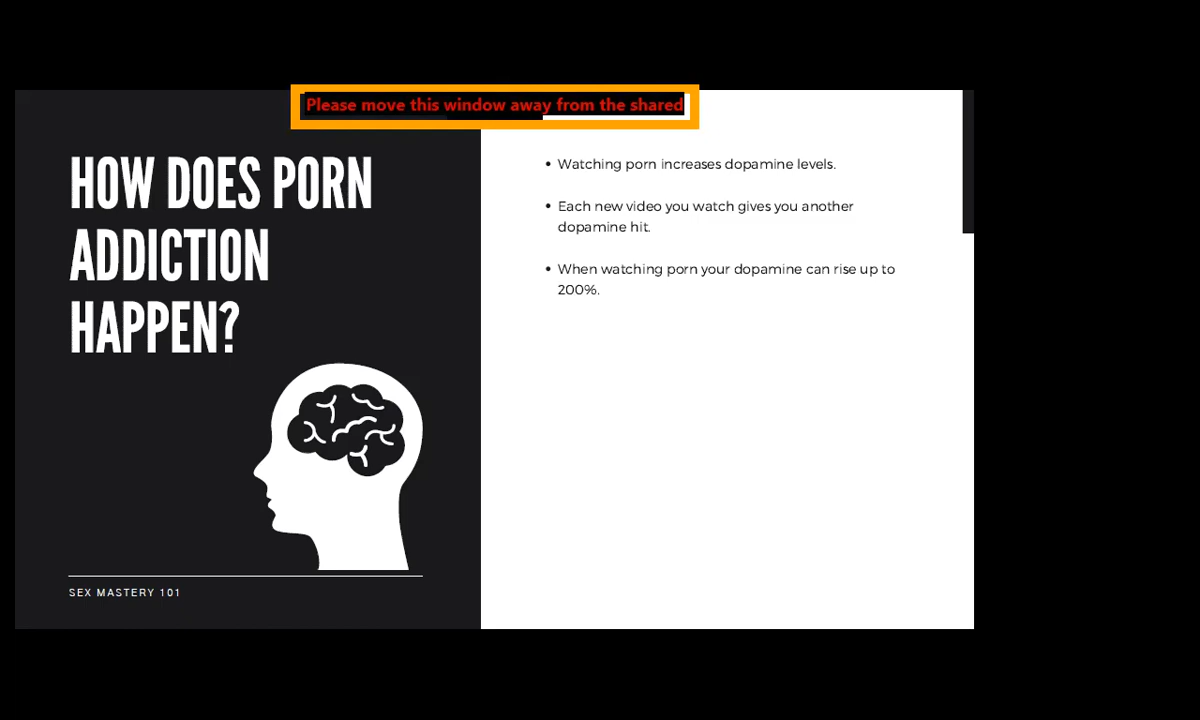 Please move this window away from the shared
HOW DOES PORN
ADDICTION
HAPPEN?
SEX MASTERY 101
• Watching porn increases dopamine levels.
• Each new video you watch gives you another
dopamine hit.
• When watching porn your dopamine can rise up to
200%.